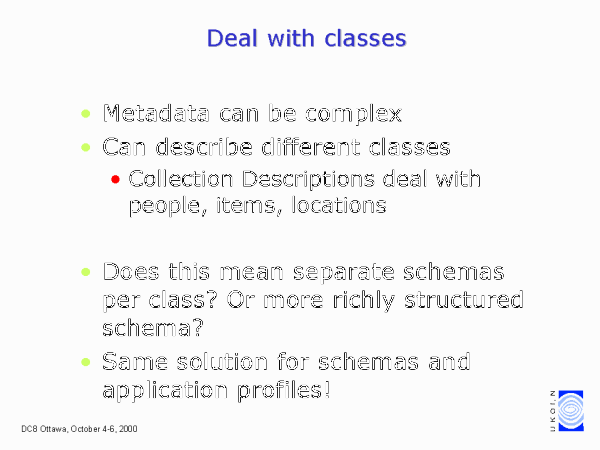 Deal with classes
• Metadata can be complex
• Can describe different classes
• Collection Descriptions deal with
people, items, locations
• Does this mean separate schemas
per class? Or more richly structured
schema?
• Same solution for schemas and
application profiles!
UKOLN
DC8 Ottawa, October 4-6, 2000